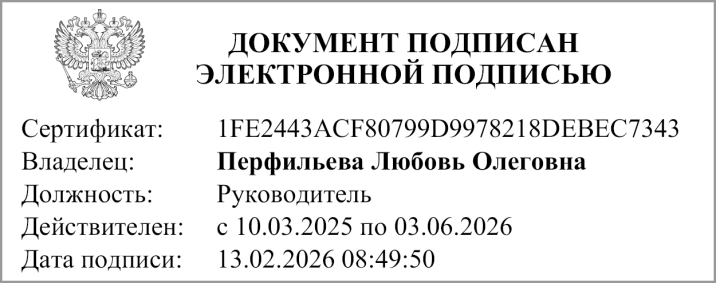 ДОКУМЕНТ ПОДПИСАН
ЭЛЕКТРОННОЙ ПОДПИСЬЮ
Сертификат: 1FE2443ACF80799D9978218DEBEC7343
Владелец: Перфильева Любовь Олеговна
Должность: Руководитель
Действителен: с 10.03.2025 по 03.06.2026
Дата подписи: 13.02.2026 08:49:50